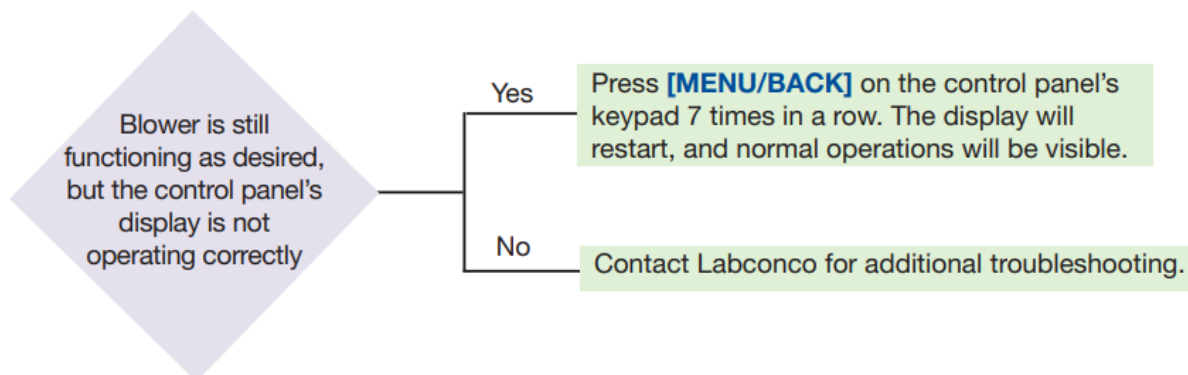 Blower is still
functioning as desired,
but the control panel's
display is not
operating correctly
Yes
Press [MENU/BACK] on the control panel's
keypad 7 times in a row. The display will
restart, and normal operations will be visible.
No
Contact Labconco for additional troubleshooting.